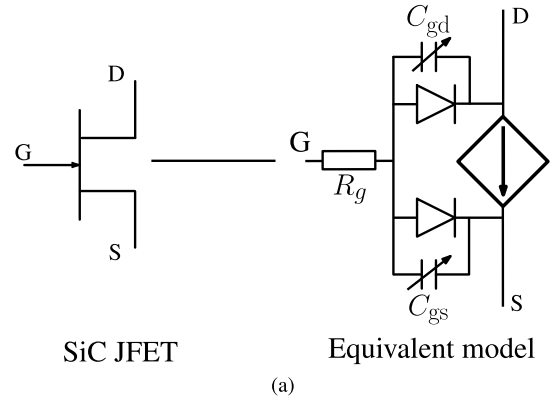 C_gd
D
D
G
G
R_g
S
C_gs
S
SiC JFET
Equivalent model
(a)